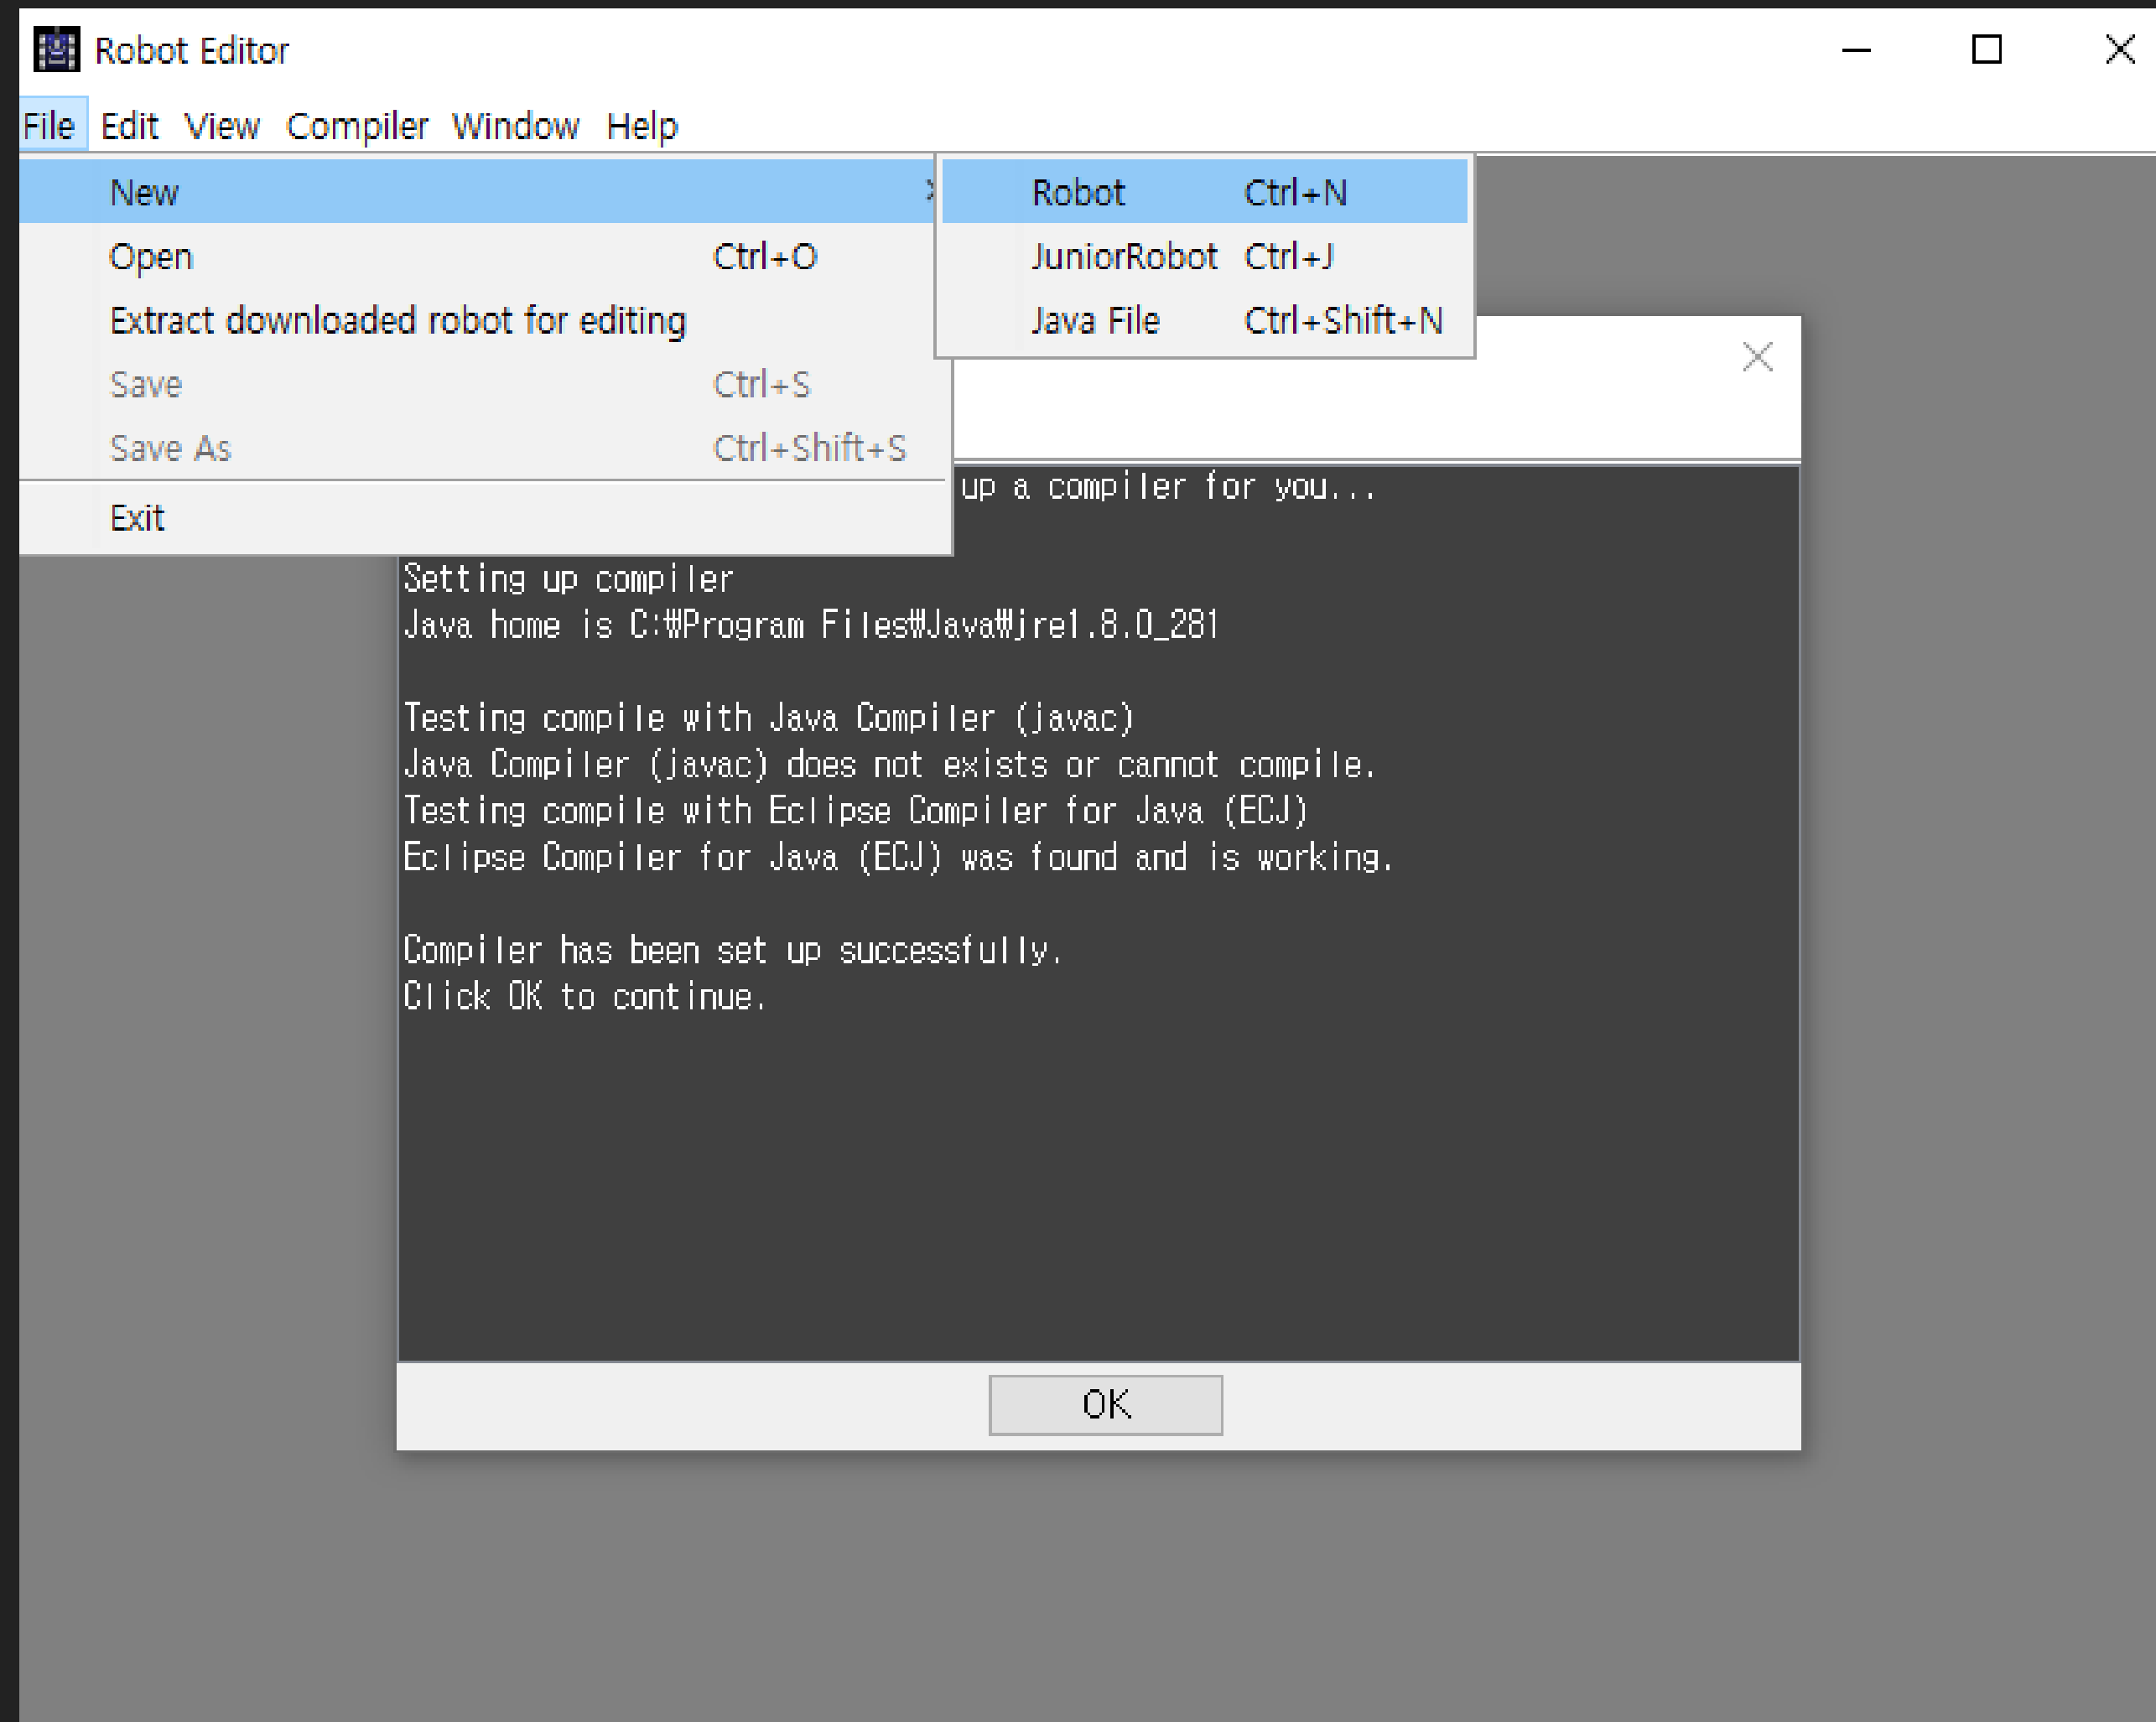 Robot Editor
File Edit View Compiler Window Help
New
Open Ctrl+O
Extract downloaded robot for editing
Save Ctrl+S
Save As Ctrl+Shift+S
Exit
Robot Ctrl+N
JuniorRobot Ctrl+J
Java File Ctrl+Shift+N
up a compiler for you...
Setting up compiler
Java home is C:₩Program Files₩Java₩jre1.8.0_281
Testing compile with Java Compiler (javac)
Java Compiler (javac) does not exists or cannot compile.
Testing compile with Eclipse Compiler for Java (ECJ)
Eclipse Compiler for Java (ECJ) was found and is working.
Compiler has been set up successfully.
Click OK to continue.
OK